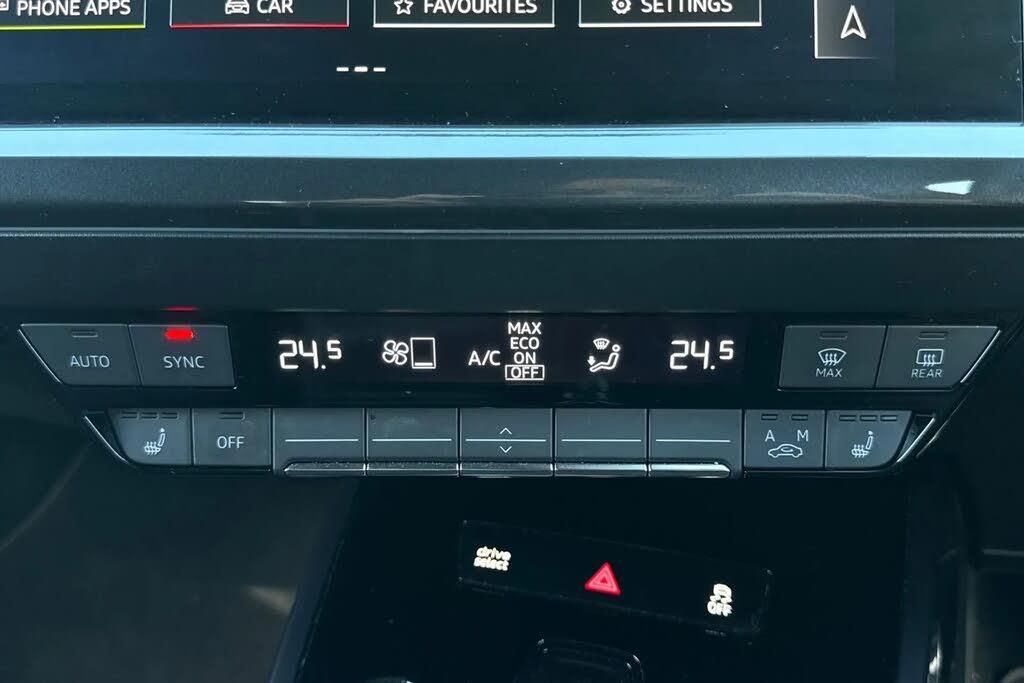 PHONE APPS
CAR
FAVOURITES
SETTINGS
AUTO
SYNC
24.5
A/C
MAX
ECO
ON
OFF
24.5
MAX
REAR
OFF
A M
drive
select
OFF